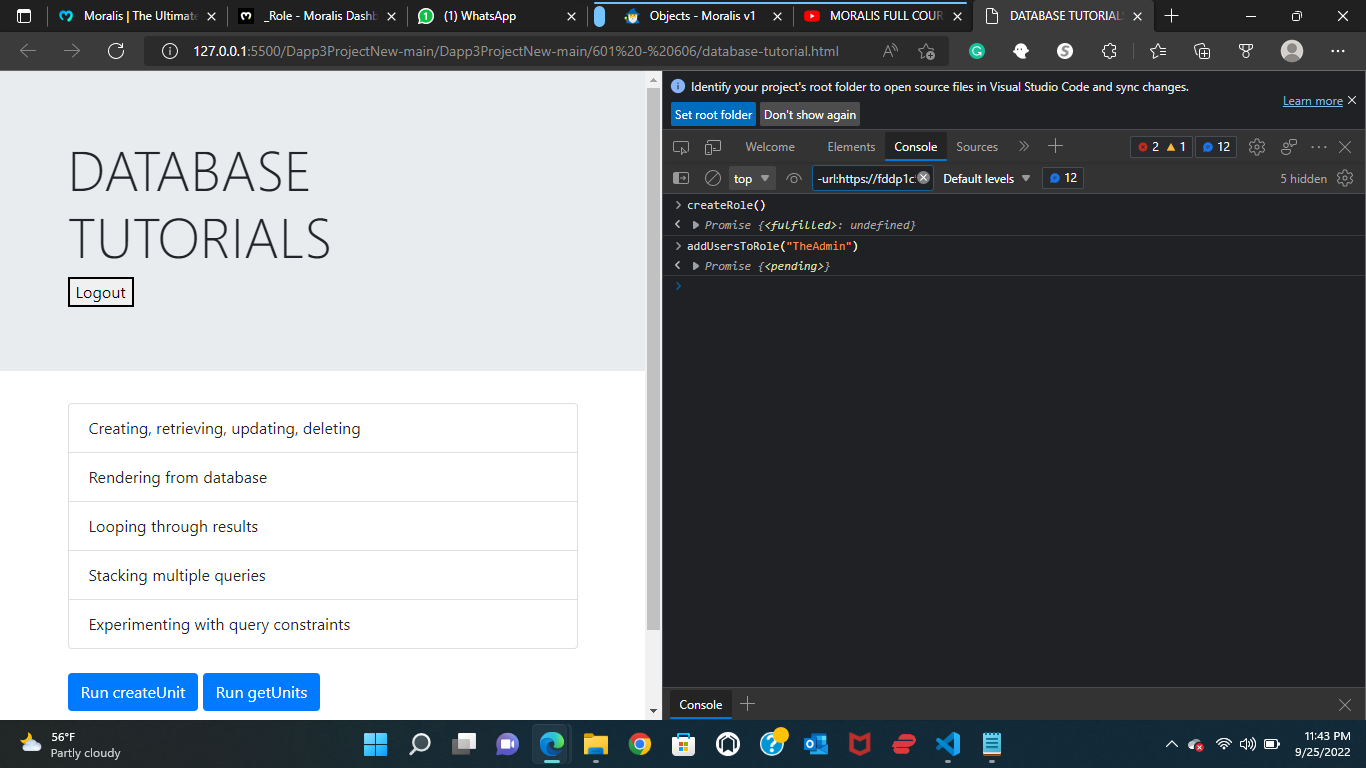 Moralis | The Ultimate
_Role - Moralis Dashb
(1) WhatsApp
Objects - Moralis v1
MORALIS FULL COUR
DATABASE TUTORIALS
127.0.0.1:5500/Dapp3ProjectNew-main/Dapp3ProjectNew-main/601%20-%20606/database-tutorial.html
DATABASE
TUTORIALS
Logout
Creating, retrieving, updating, deleting
Rendering from database
Looping through results
Stacking multiple queries
Experimenting with query constraints
Run createUnit
Run getUnits
Identify your project's root folder to open source files in Visual Studio Code and sync changes.
Learn more
Set root folder
Don't show again
Welcome
Elements
Console
Sources
2
1
12
top
-url:https://fddp1c
Default levels
12
5 hidden
createRole()
Promise {<fulfilled>: undefined}
addUsersToRole("TheAdmin")
Promise {<pending>}
Console
56°F
Partly cloudy
11:43 PM
9/25/2022